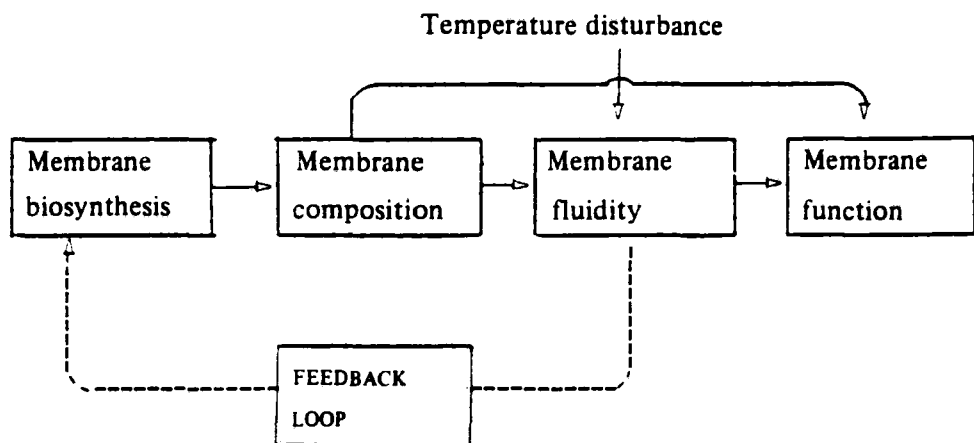 Temperature disturbance
Membrane
biosynthesis
Membrane
composition
Membrane
fluidity
Membrane
function
FEEDBACK
LOOP